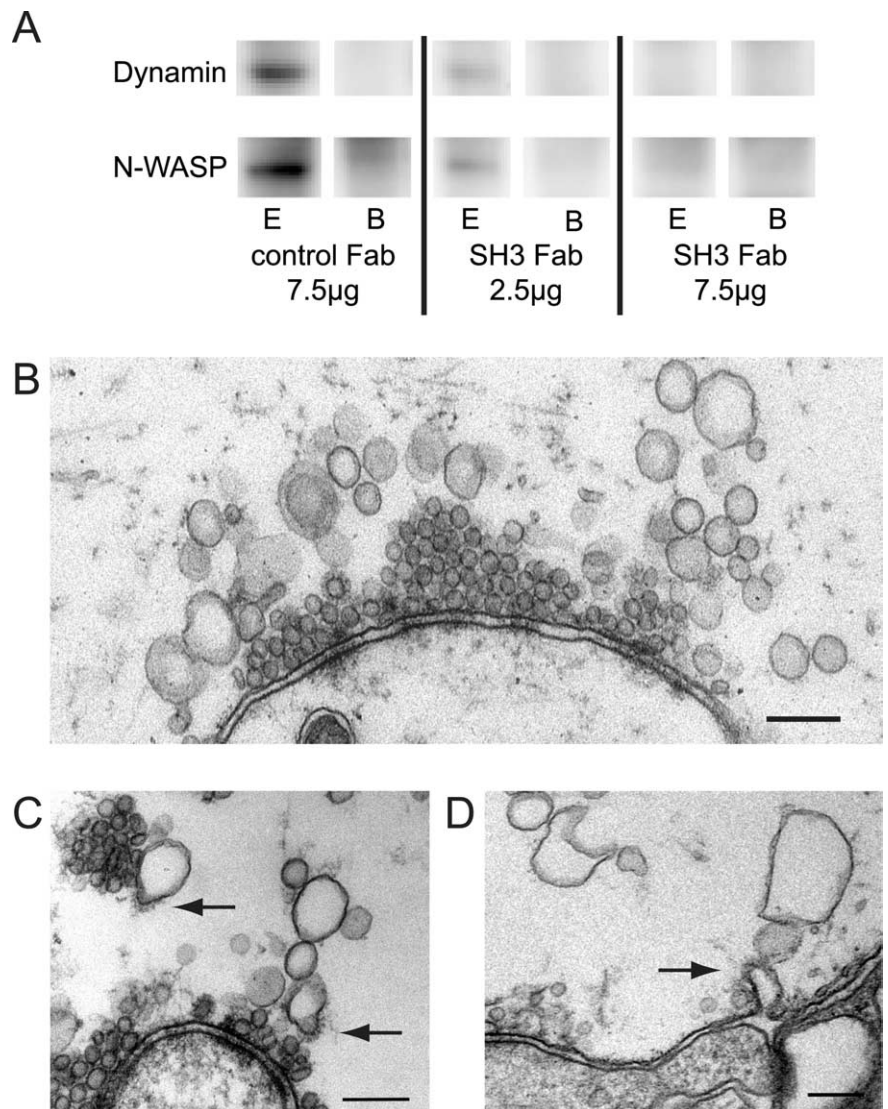 A
Dynamin
N-WASP
E B E B E B
control Fab SH3 Fab SH3 Fab
7.5µg 2.5µg 7.5µg
B
C D